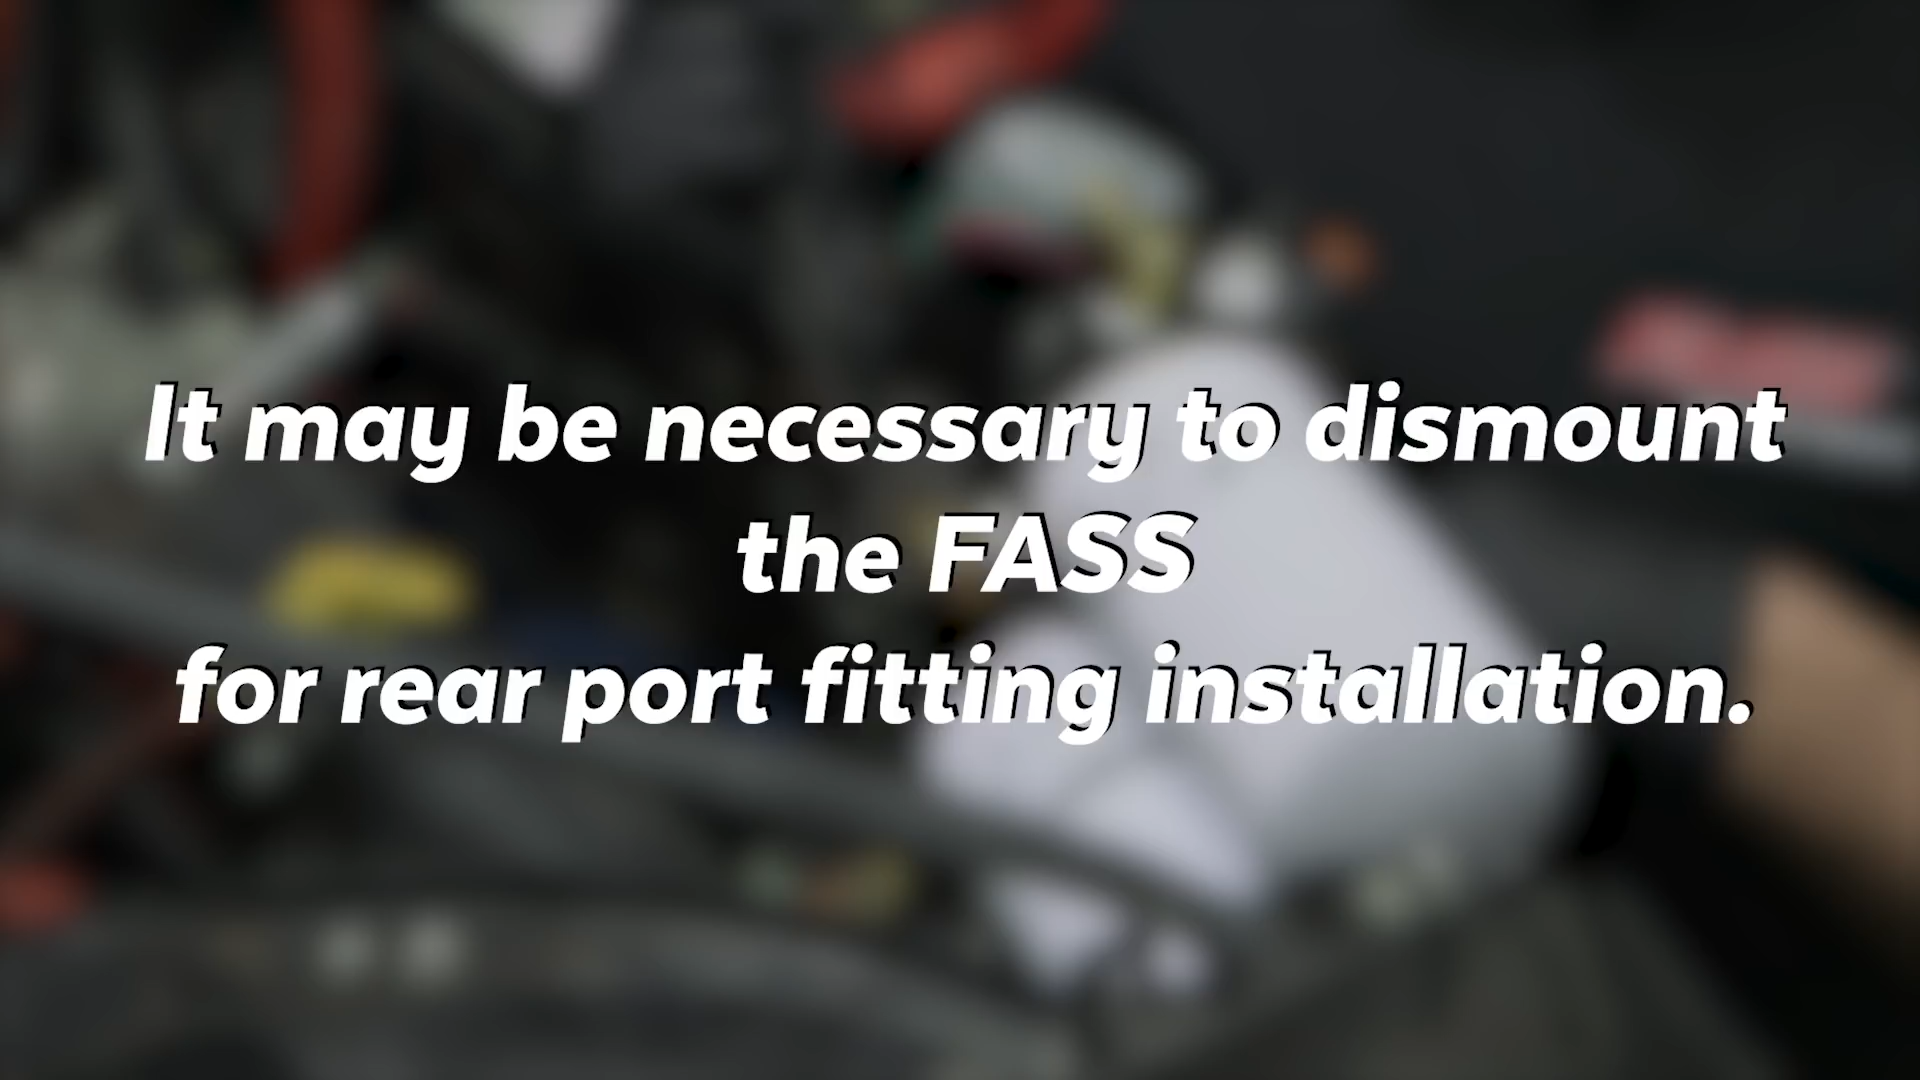 It may be necessary to dismount
the FASS
for rear port fitting installation.